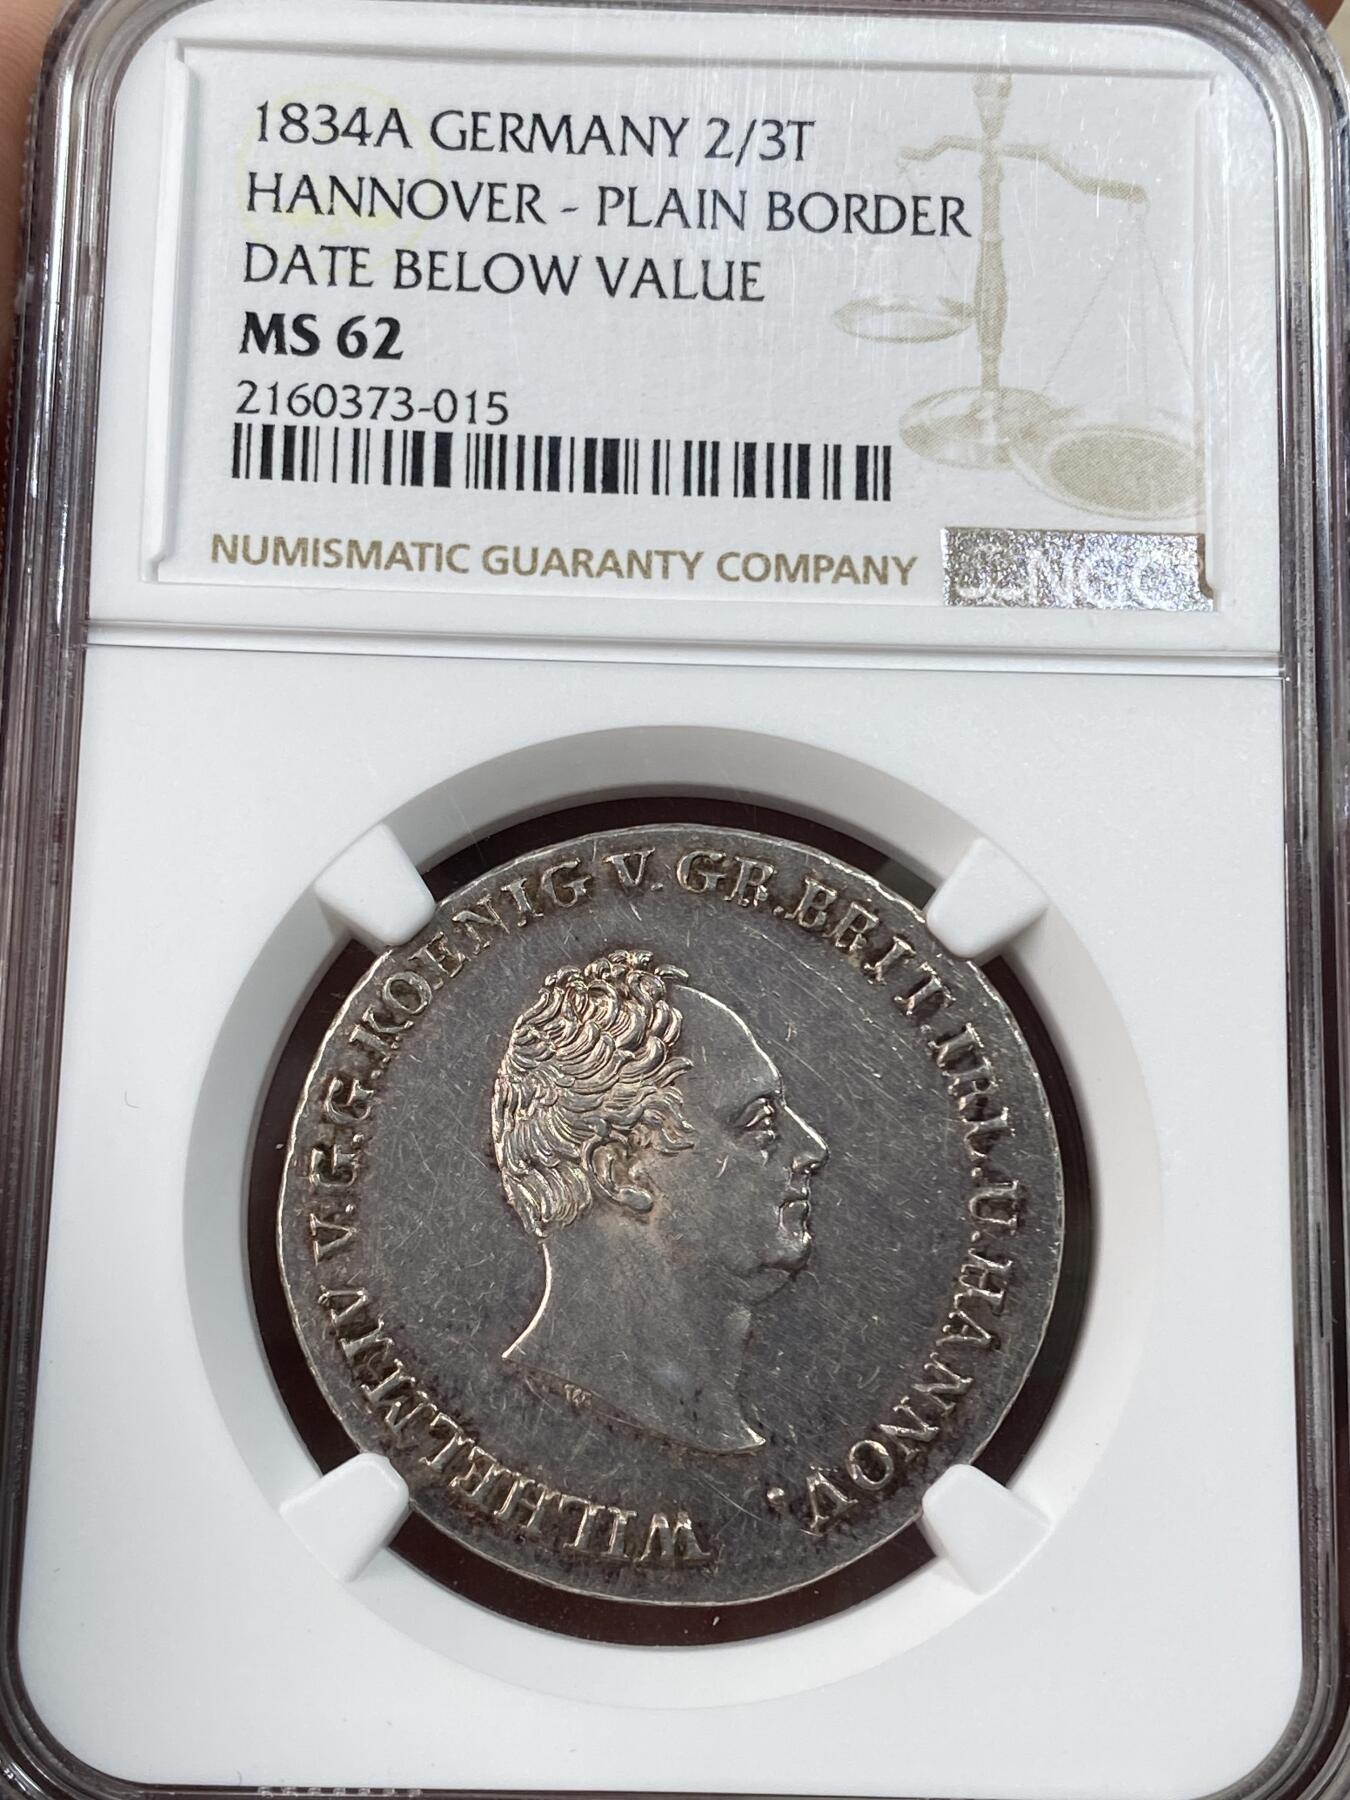 1834A GERMANY 2/3T
HANNOVER - PLAIN BORDER
DATE BELOW VALUE
MS 62
2160373-015
NUMISMATIC GUARANTY COMPANY
NGC
WILHELM IV V.G.G.KOENIG V.GR.BRIT.IRL.U.HANNOV.
W